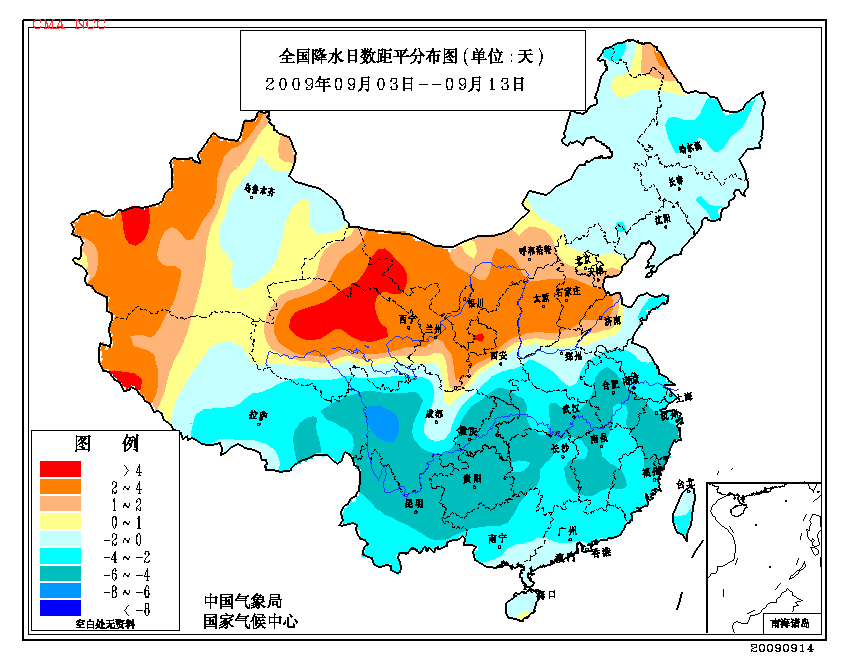 CMA NCC
全国降水日数距平分布图(单位:天)
2009年09月03日--09月13日
哈尔滨
长春
乌鲁木齐
沈阳
呼和浩特
北京
天津
银川
太原
石家庄
西宁
济南
兰州
西安
郑州
合肥
南京
上海
拉萨
成都
武汉
杭州
重庆
南昌
长沙
贵阳
福州
台北
昆明
广州
南宁
澳门
香港
海口
图 例
>4
2~4
1~2
0~1
-2~0
-4~-2
-6~-4
-8~-6
<-8
空白处无资料
中国气象局
国家气候中心
南海诸岛
20090914